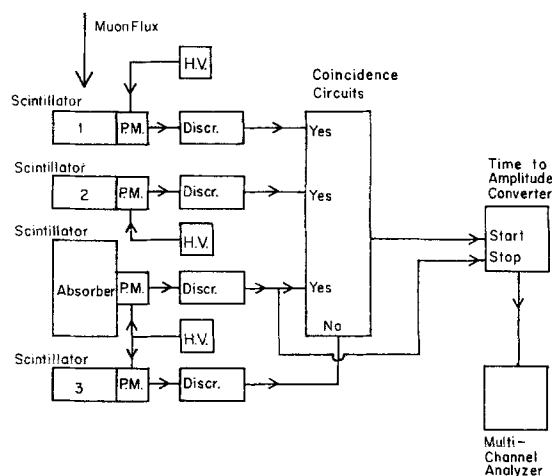 Muon Flux
H.V.
Coincidence
Circuits
Scintillator
1
P.M.
Discr.
Yes
Scintillator
2
P.M.
Discr.
Yes
Time to
Amplitude
Converter
Scintillator
H.V.
Start
Stop
Absorber
P.M.
Discr.
Yes
No
H.V.
Scintillator
3
P.M.
Discr.
Multi-
Channel
Analyzer